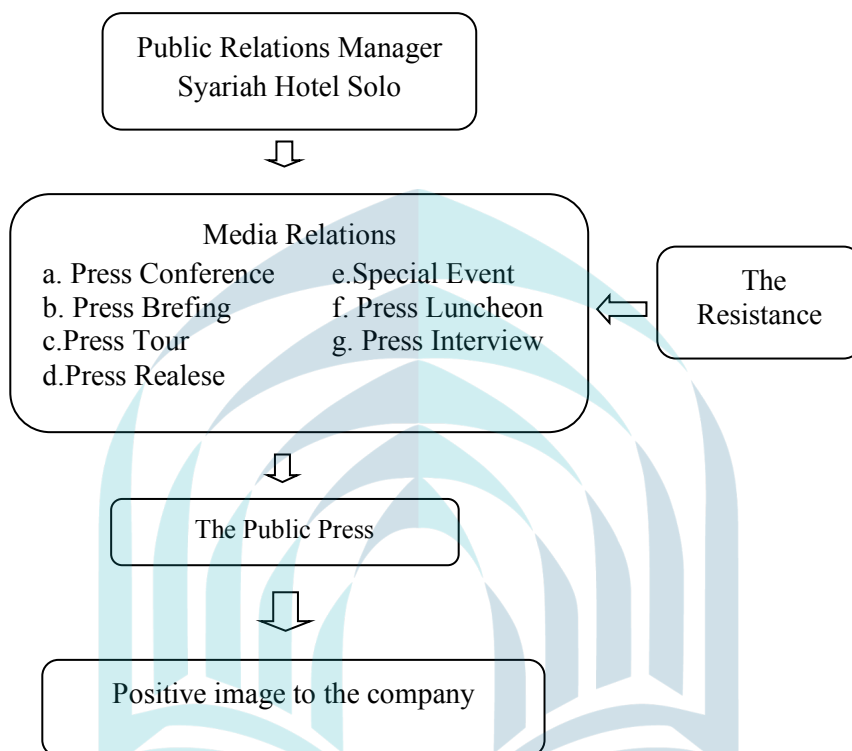 Public Relations Manager
Syariah Hotel Solo
Media Relations
a. Press Conference
b. Press Brefing
c.Press Tour
d.Press Realese
e.Special Event
f. Press Luncheon
g. Press Interview
The
Resistance
The Public Press
Positive image to the company